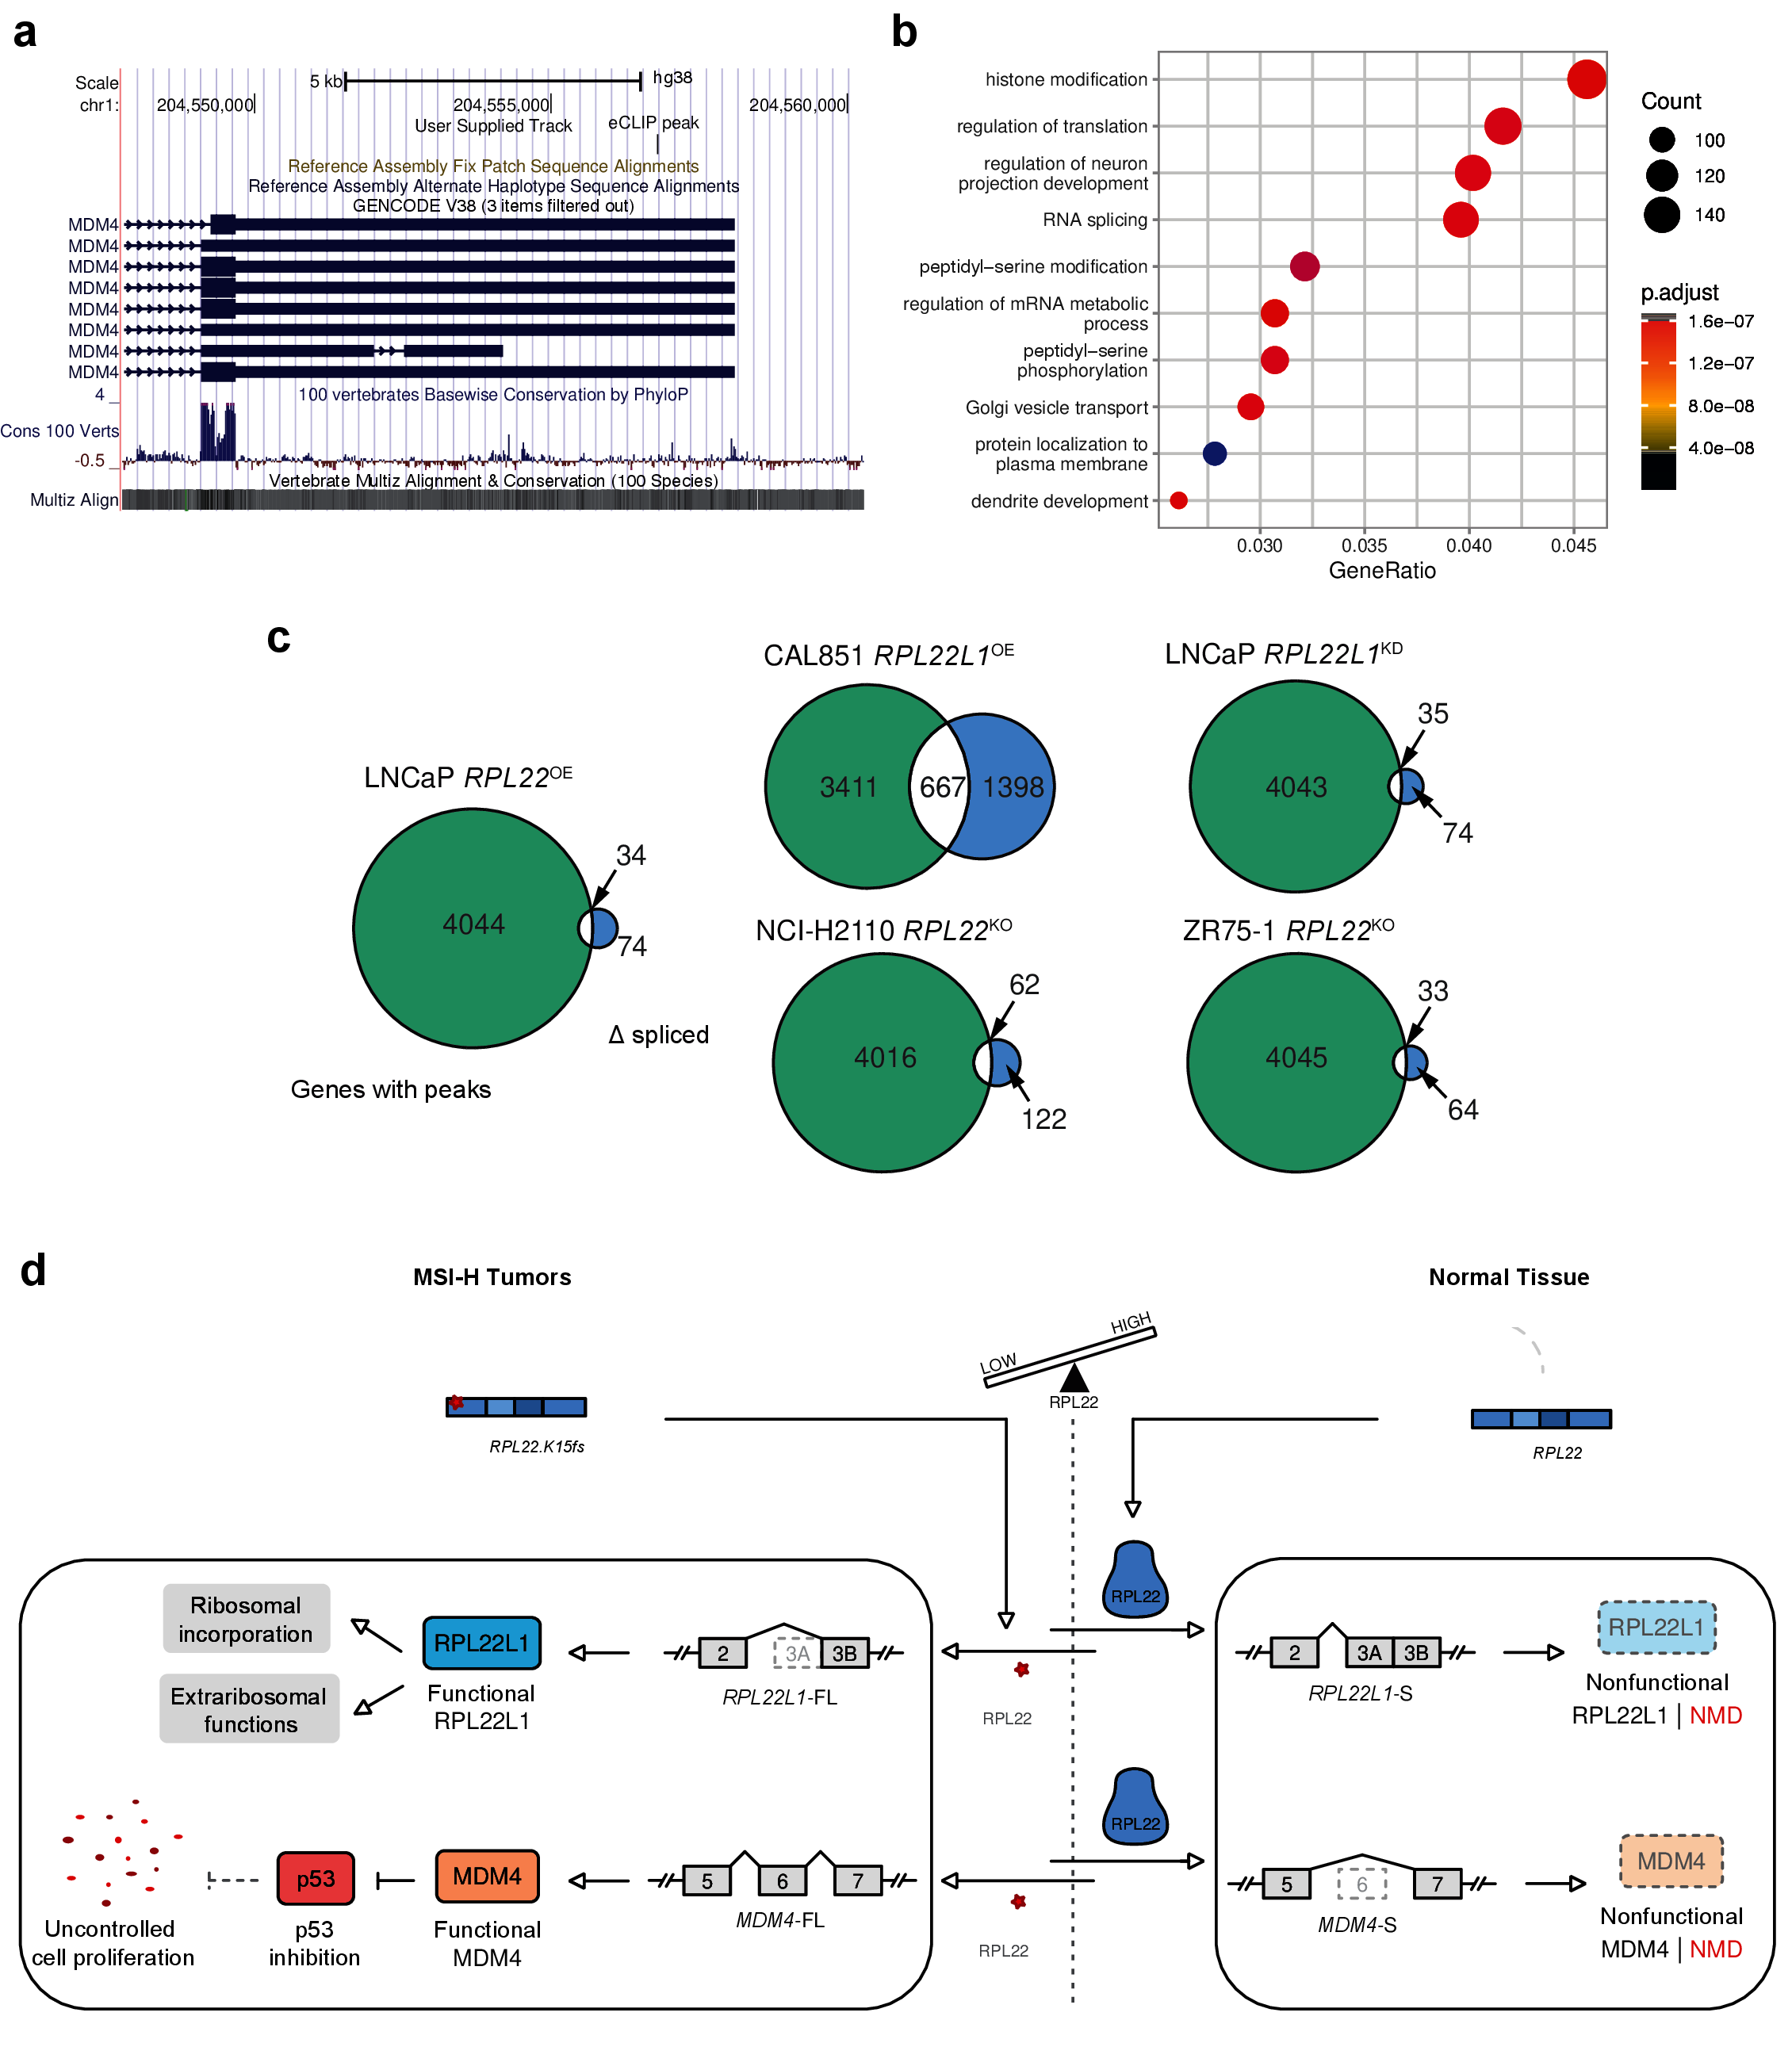 a
Scale
5 kb
hg38
chr1:
204,550,000
204,555,000
204,560,000
User Supplied Track
eCLIP peak
Reference Assembly Fix Patch Sequence Alignments
Reference Assembly Alternate Haplotype Sequence Alignments
GENCODE V38 (3 items filtered out)
MDM4
MDM4
MDM4
MDM4
MDM4
MDM4
MDM4
MDM4
4
100 vertebrates Basewise Conservation by PhyloP
Cons 100 Verts
-0.5
Vertebrate Multiz Alignment & Conservation (100 Species)
Multiz Align
b
histone modification
regulation of translation
regulation of neuron
projection development
RNA splicing
peptidyl–serine modification
regulation of mRNA metabolic
process
peptidyl–serine
phosphorylation
Golgi vesicle transport
protein localization to
plasma membrane
dendrite development
0.030
0.035
0.040
0.045
GeneRatio
Count
100
120
140
p.adjust
1.6e–07
1.2e–07
8.0e–08
4.0e–08
c
LNCaP RPL22OE
4044
34
74
Δ spliced
Genes with peaks
CAL851 RPL22L1OE
3411
667
1398
LNCaP RPL22L1KD
4043
35
74
NCI-H2110 RPL22KO
4016
62
122
ZR75-1 RPL22KO
4045
33
64
d
MSI-H Tumors
Normal Tissue
LOW
HIGH
RPL22
RPL22.K15fs
RPL22
Ribosomal
incorporation
Extraribosomal
functions
RPL22L1
Functional
RPL22L1
2
3A
3B
RPL22L1-FL
RPL22
RPL22
2
3A
3B
RPL22L1-S
RPL22L1
Nonfunctional
RPL22L1 | NMD
Uncontrolled
cell proliferation
p53
p53
inhibition
MDM4
Functional
MDM4
5
6
7
MDM4-FL
RPL22
RPL22
5
6
7
MDM4-S
MDM4
Nonfunctional
MDM4 | NMD